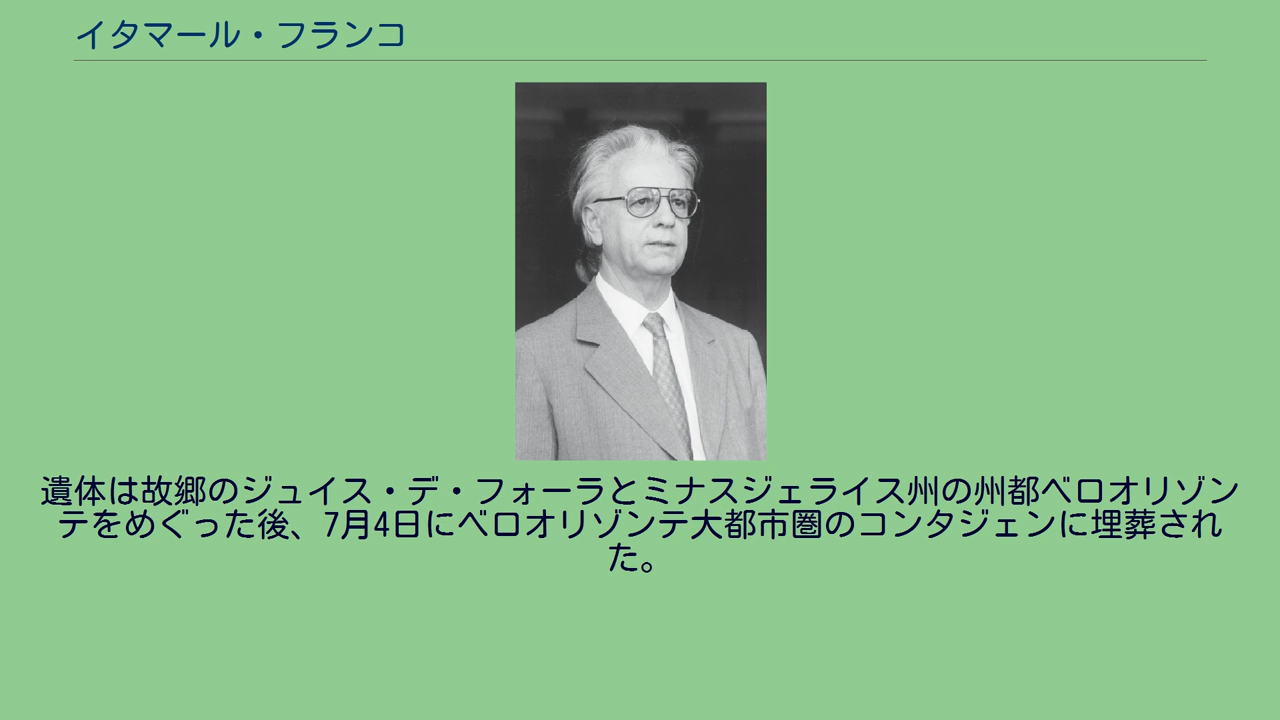 イタマール・フランコ
遺体は故郷のジュイス・デ・フォーラとミナスジェライス州の州都ベロオリゾン
テをめぐった後、7月4日にベロオリゾンテ大都市圏のコンタジェンに埋葬され
た。